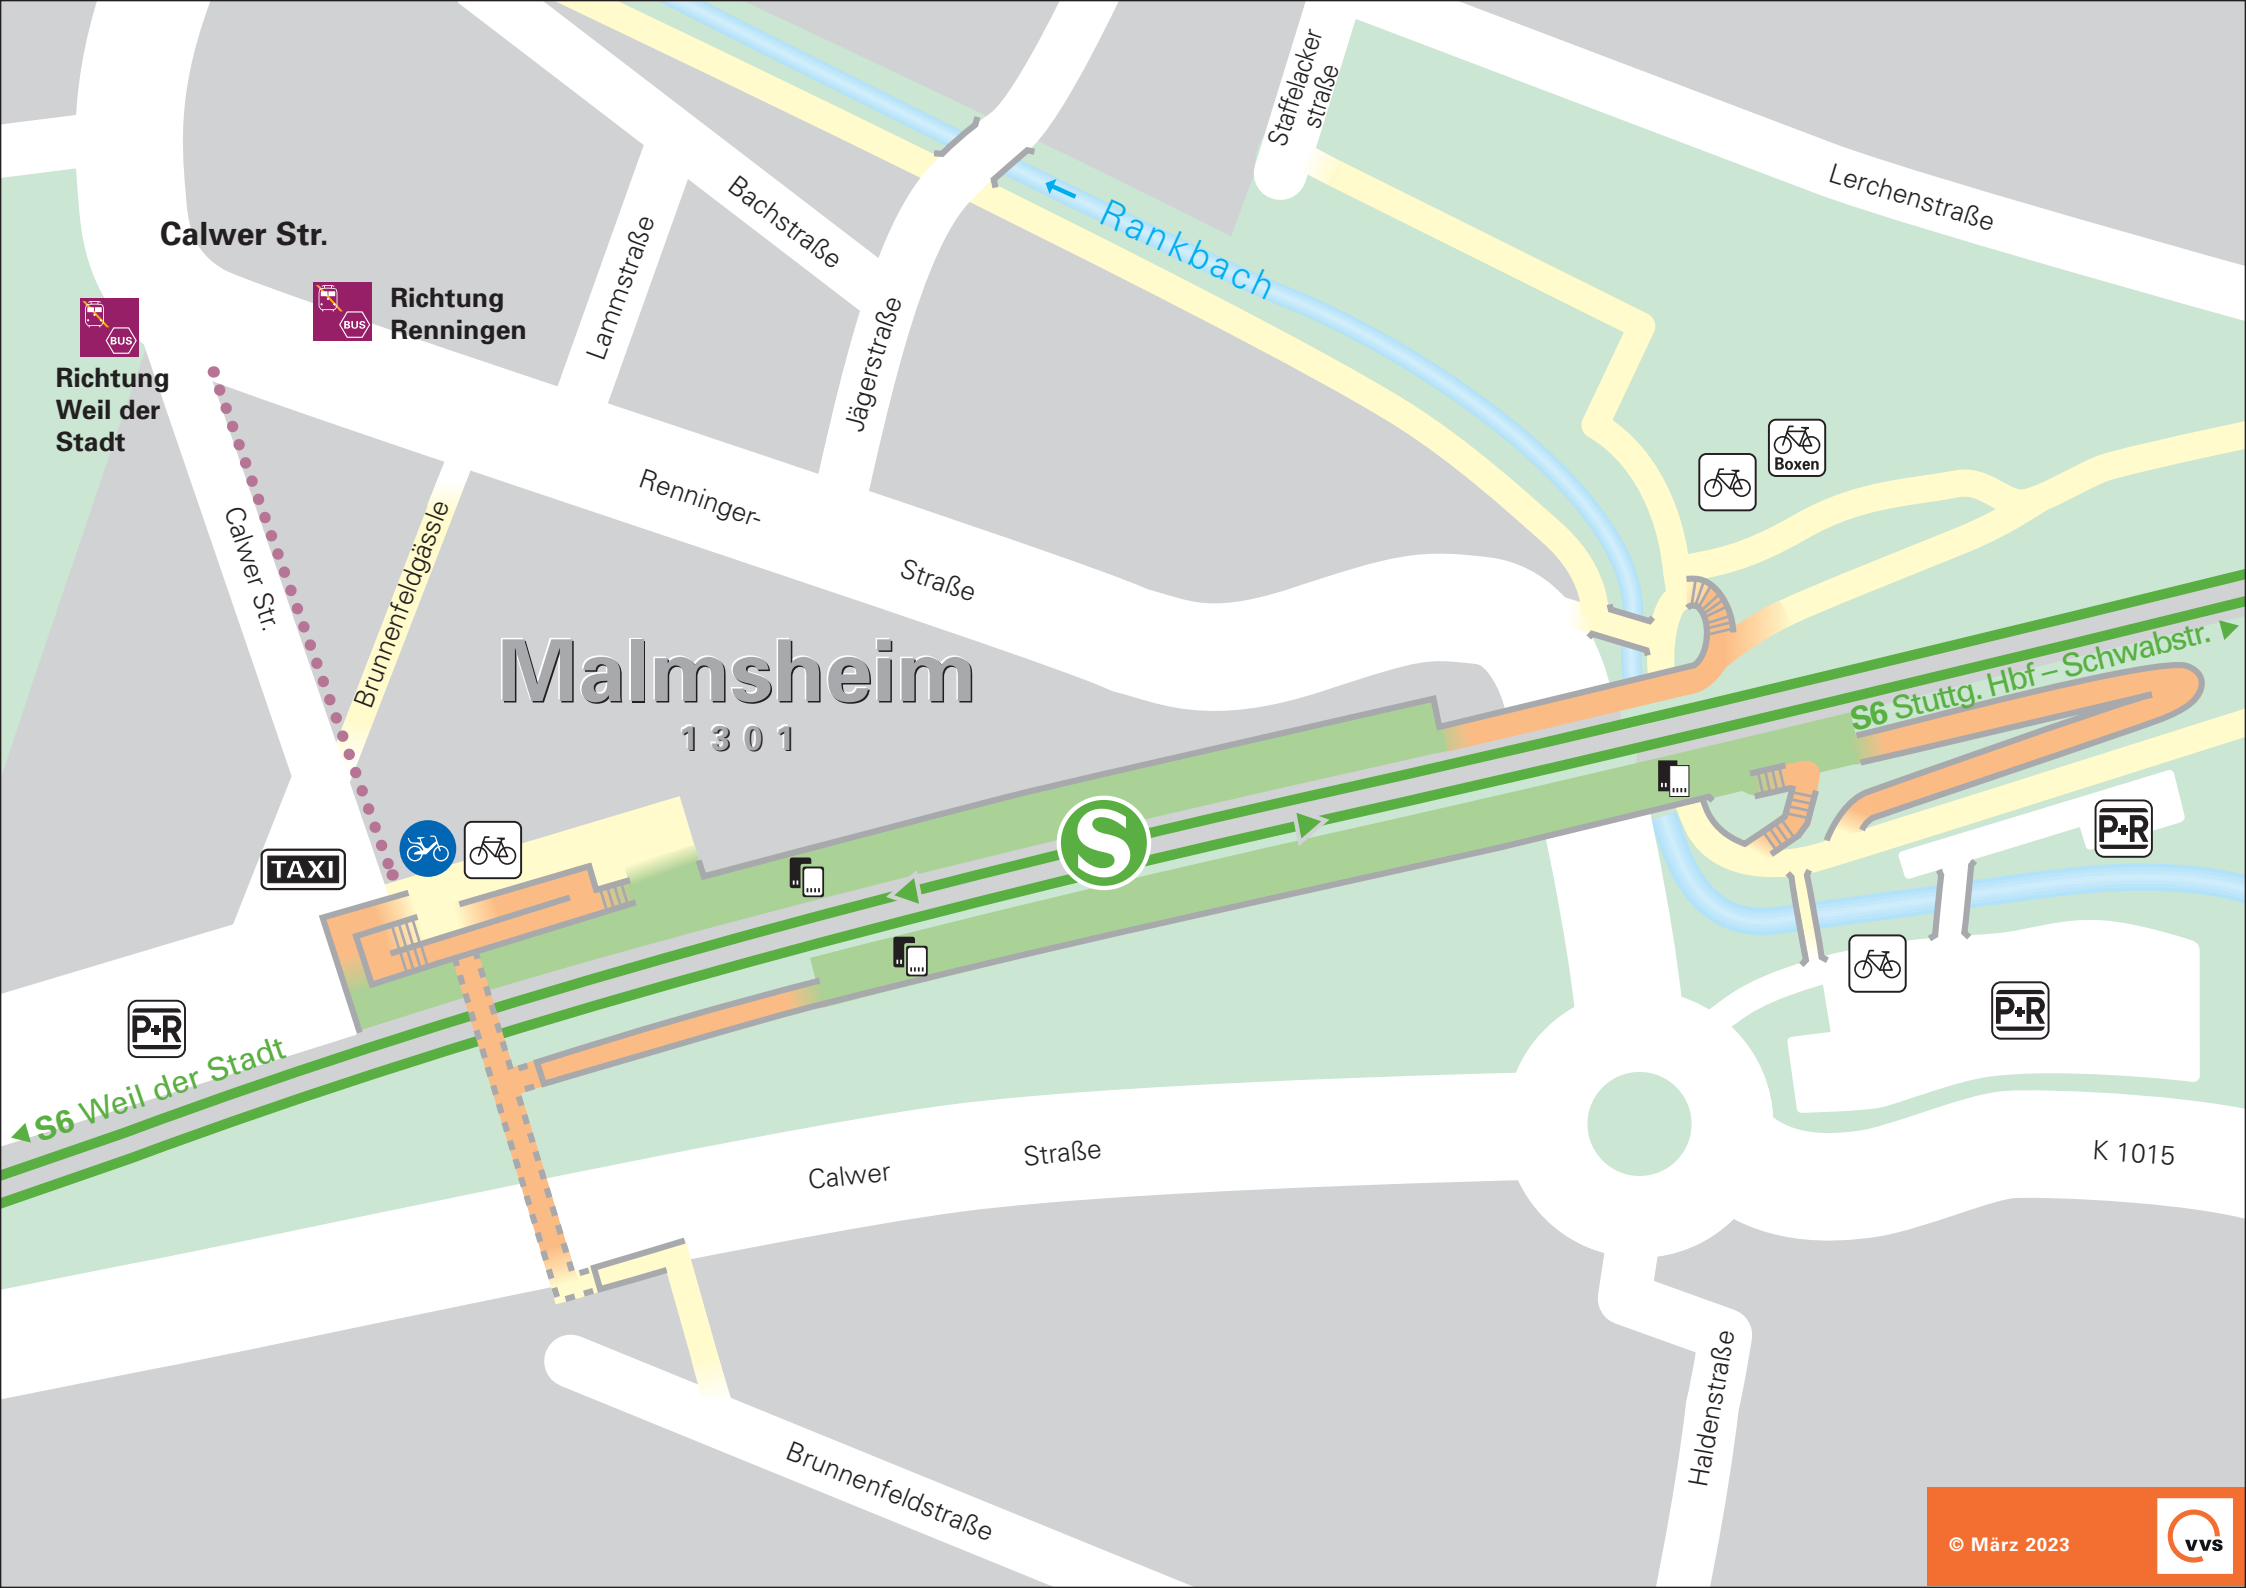 Staffelacker
straße
Lerchenstraße
Calwer Str.
Bachstraße
Lammstraße
Rankbach
Richtung
Renningen
BUS
BUS
Richtung
Weil der
Stadt
Jägerstraße
Boxen
Renninger-
Straße
Calwer Str.
Brunnenfeldgässle
Malmsheim
1301
S6 Stuttg. Hbf – Schwabstr.
S
TAXI
P+R
P+R
P+R
S6 Weil der Stadt
Calwer
Straße
K 1015
Haldenstraße
Brunnenfeldstraße
© März 2023
vvs